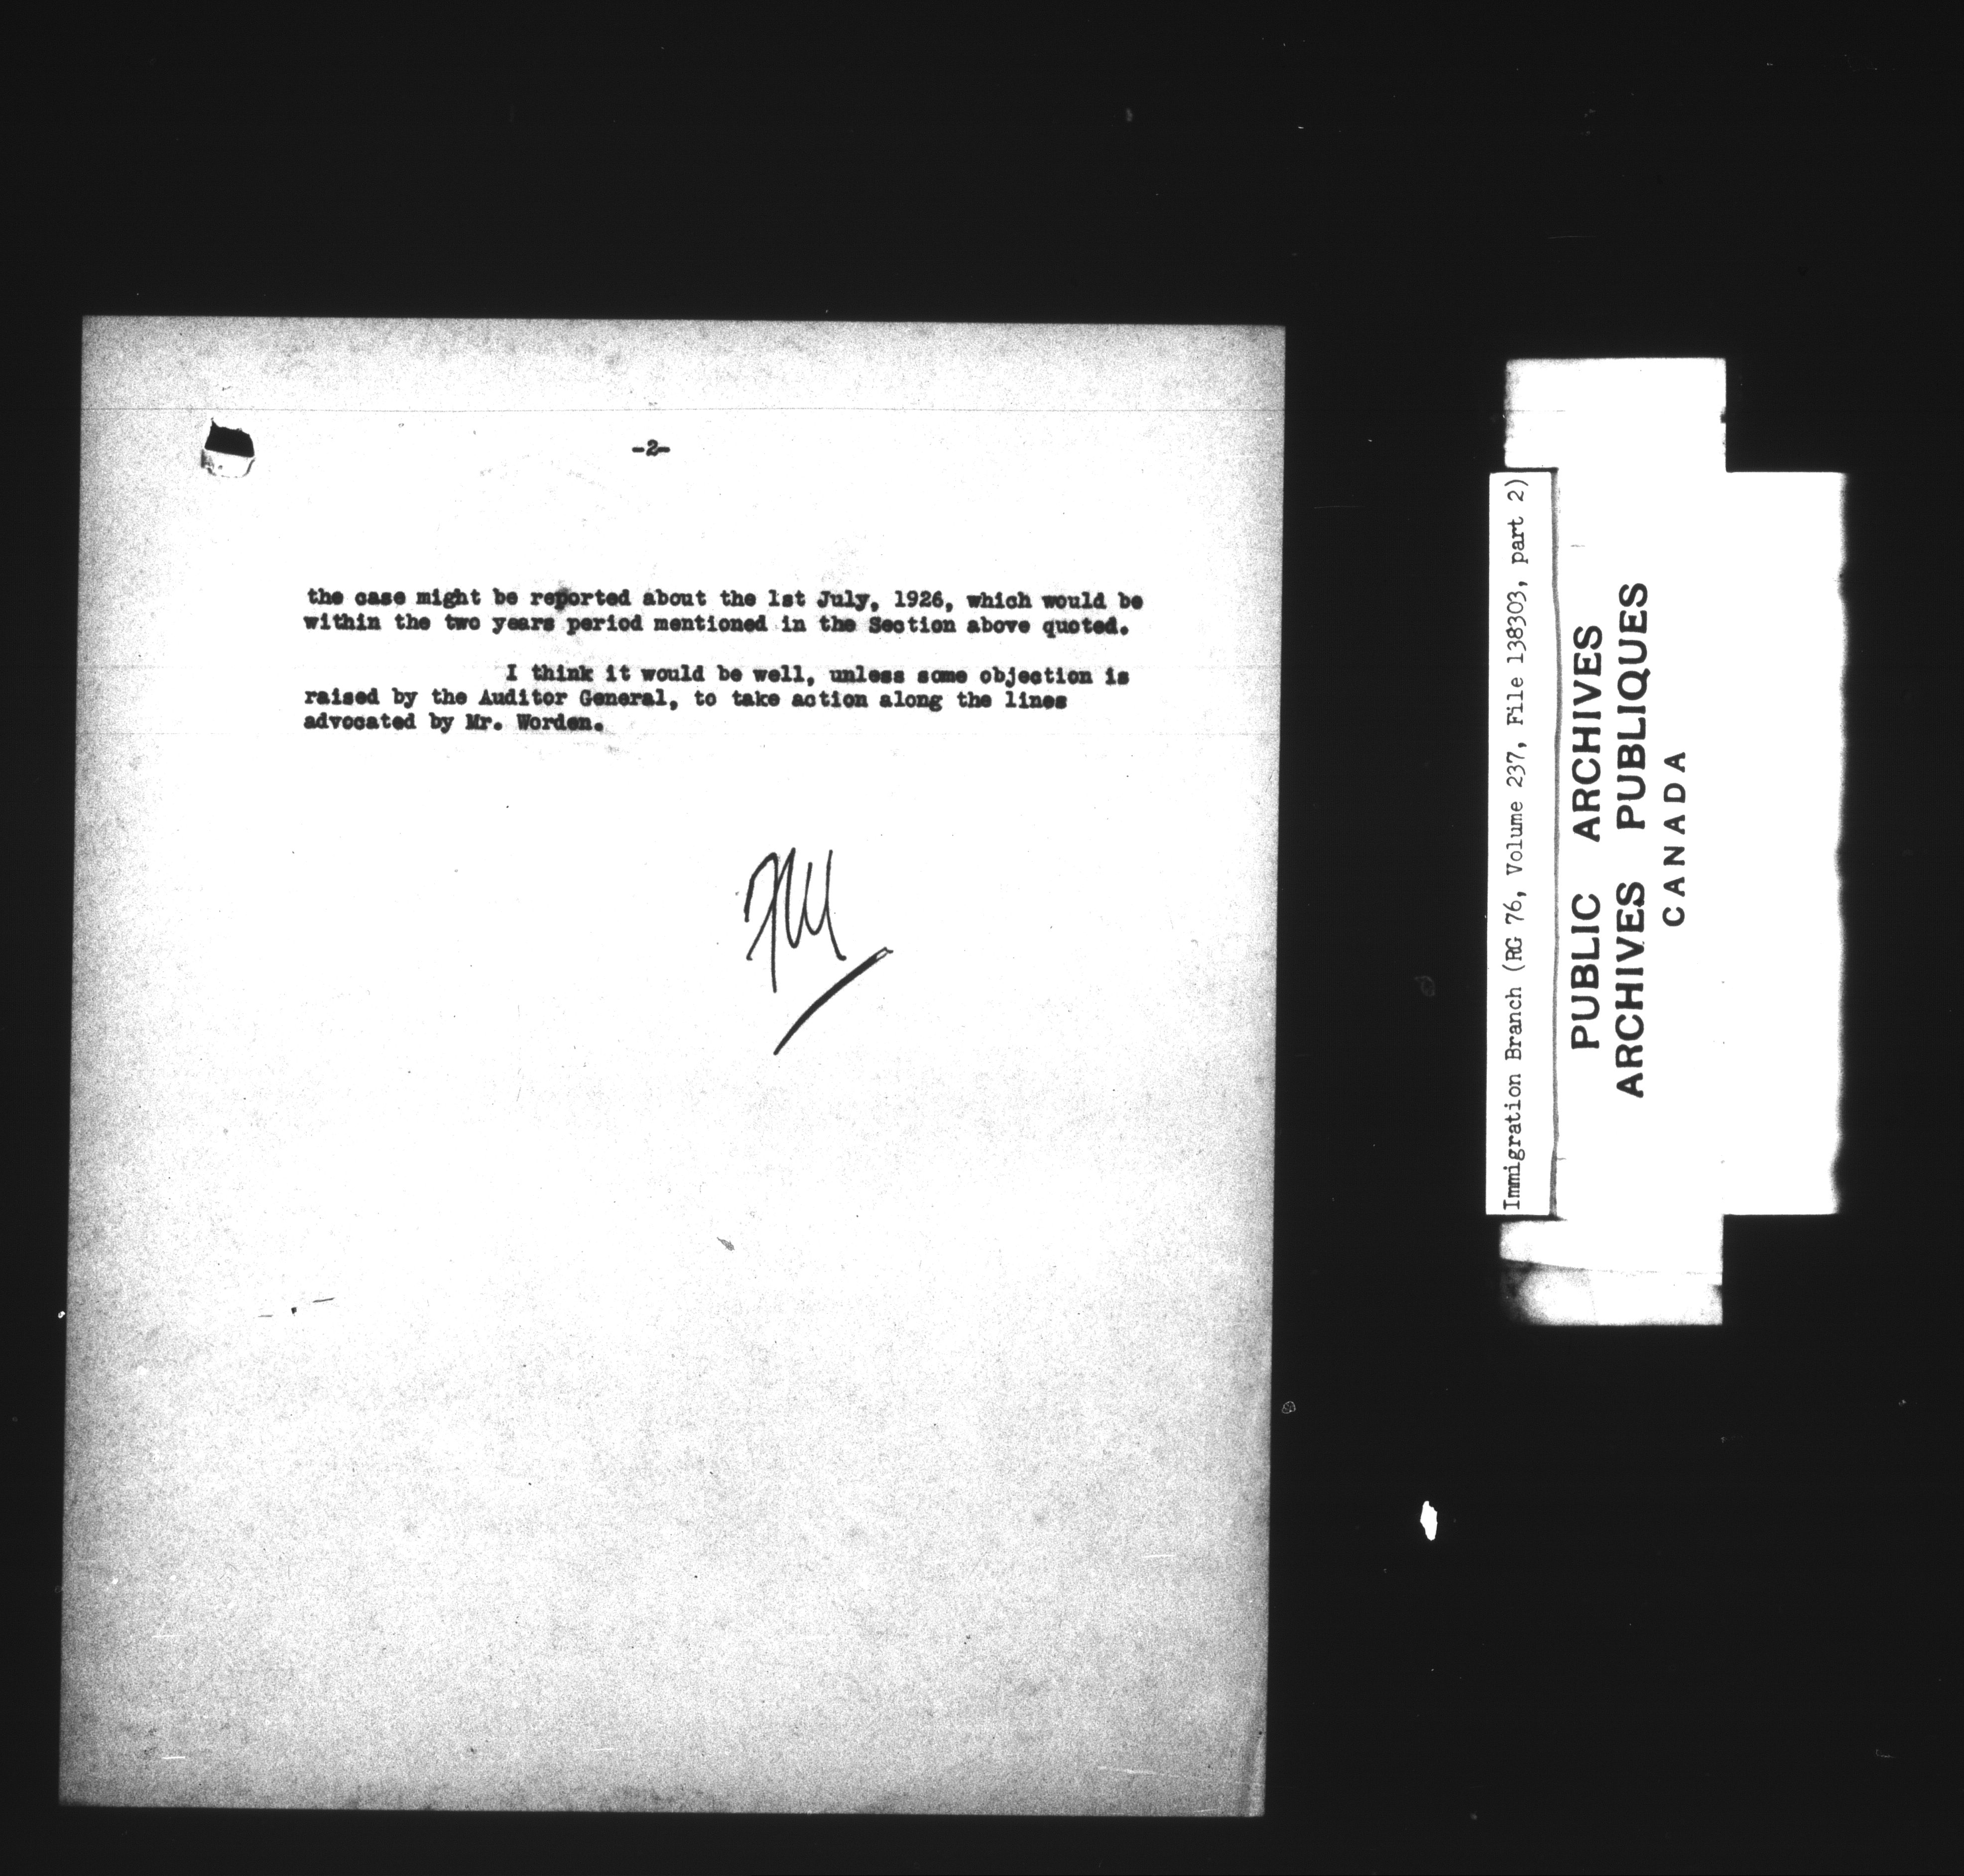 -2-
the case might be reported about the 1st July, 1926, which would be
within the two years period mentioned in the Section above quoted.
I think it would be well, unless some objection is
raised by the Auditor General, to take action along the lines
advocated by Mr. Worden.
Immigration Branch (RG 76, Volume 237, File 138303, part 2)
PUBLIC ARCHIVES
ARCHIVES PUBLIQUES
CANADA